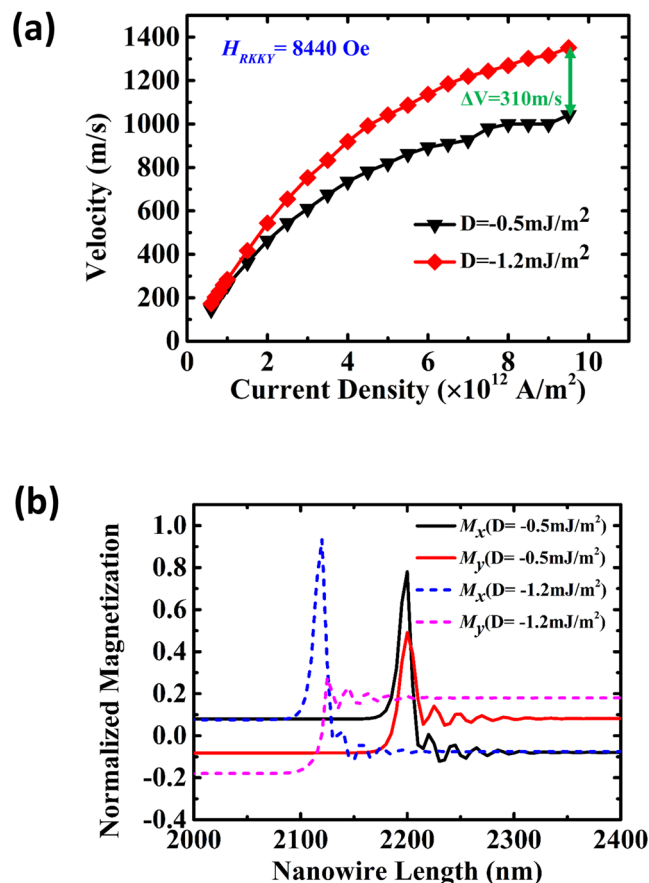 (a)
1400
1200
1000
800
600
400
200
0
Velocity (m/s)
H_RKKY = 8440 Oe
ΔV=310m/s
D=-0.5mJ/m²
D=-1.2mJ/m²
0 2 4 6 8 10
Current Density (×10¹² A/m²)
(b)
1.0
0.8
0.6
0.4
0.2
0.0
-0.2
-0.4
Normalized Magnetization
Mₓ(D= -0.5mJ/m²)
M_y(D= -0.5mJ/m²)
Mₓ(D= -1.2mJ/m²)
M_y(D= -1.2mJ/m²)
2000 2100 2200 2300 2400
Nanowire Length (nm)